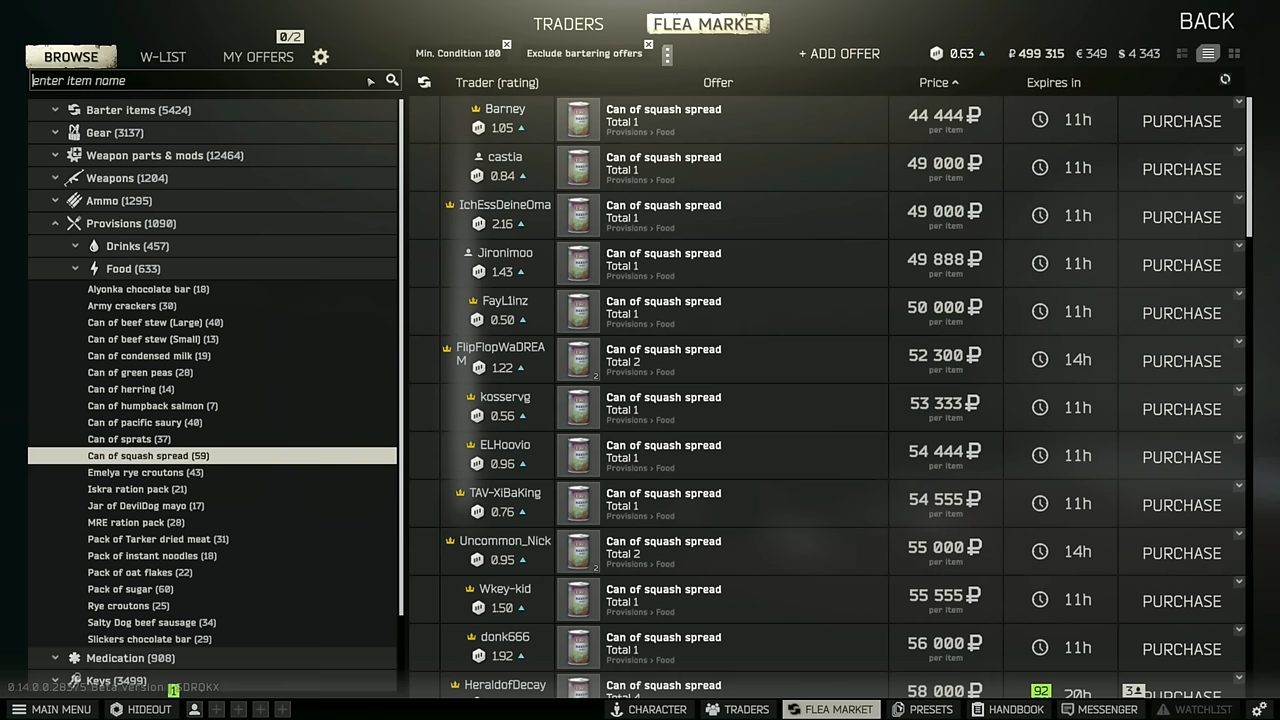 TRADERS
FLEA MARKET
BACK
0/2
BROWSE
W-LIST
MY OFFERS
Min. Condition 100
Exclude bartering offers
+ ADD OFFER
0.63
₽ 499 315
€ 349
$ 4 343
enter item name
Trader (rating)
Offer
Price
Expires in
Barter items (5424)
Gear (3137)
Weapon parts & mods (12464)
Weapons (1204)
Ammo (1295)
Provisions (1090)
Drinks (457)
Food (633)
Alyonka chocolate bar (18)
Army crackers (30)
Can of beef stew (Large) (40)
Can of beef stew (Small) (13)
Can of condensed milk (19)
Can of green peas (28)
Can of herring (14)
Can of humpback salmon (7)
Can of pacific saury (40)
Can of sprats (37)
Can of squash spread (59)
Emelya rye croutons (43)
Iskra ration pack (21)
Jar of DevilDog mayo (17)
MRE ration pack (28)
Pack of Tarker dried meat (31)
Pack of instant noodles (18)
Pack of oat flakes (22)
Pack of sugar (60)
Rye croutons (25)
Salty Dog beef sausage (34)
Slickers chocolate bar (29)
Medication (908)
Keys (3499)
Barney
1.05
Can of squash spread
Total 1
Provisions > Food
44 444 ₽
per item
11h
PURCHASE
castia
0.84
Can of squash spread
Total 1
Provisions > Food
49 000 ₽
per item
11h
PURCHASE
IchEssDeineOma
2.16
Can of squash spread
Total 1
Provisions > Food
49 000 ₽
per item
11h
PURCHASE
Jironimoo
1.43
Can of squash spread
Total 1
Provisions > Food
49 888 ₽
per item
11h
PURCHASE
FayL1inz
0.50
Can of squash spread
Total 1
Provisions > Food
50 000 ₽
per item
11h
PURCHASE
FlipFlopWaDREA
M
1.22
2
Can of squash spread
Total 2
Provisions > Food
52 300 ₽
per item
14h
PURCHASE
kosservg
0.56
Can of squash spread
Total 1
Provisions > Food
53 333 ₽
per item
11h
PURCHASE
ELHoovio
0.96
Can of squash spread
Total 1
Provisions > Food
54 444 ₽
per item
11h
PURCHASE
TAV-XIBaKing
0.76
Can of squash spread
Total 1
Provisions > Food
54 555 ₽
per item
11h
PURCHASE
Uncommon_Nick
0.95
2
Can of squash spread
Total 2
Provisions > Food
55 000 ₽
per item
14h
PURCHASE
Wkey-kid
1.50
Can of squash spread
Total 1
Provisions > Food
55 555 ₽
per item
11h
PURCHASE
donk666
1.92
Can of squash spread
Total 1
Provisions > Food
56 000 ₽
per item
11h
PURCHASE
HeraldofDecay
Can of squash spread
Total 4
58 000 ₽
20h
PURCHASE
1
92
3
MAIN MENU
HIDEOUT
CHARACTER
TRADERS
FLEA MARKET
PRESETS
HANDBOOK
MESSENGER
WATCHLIST